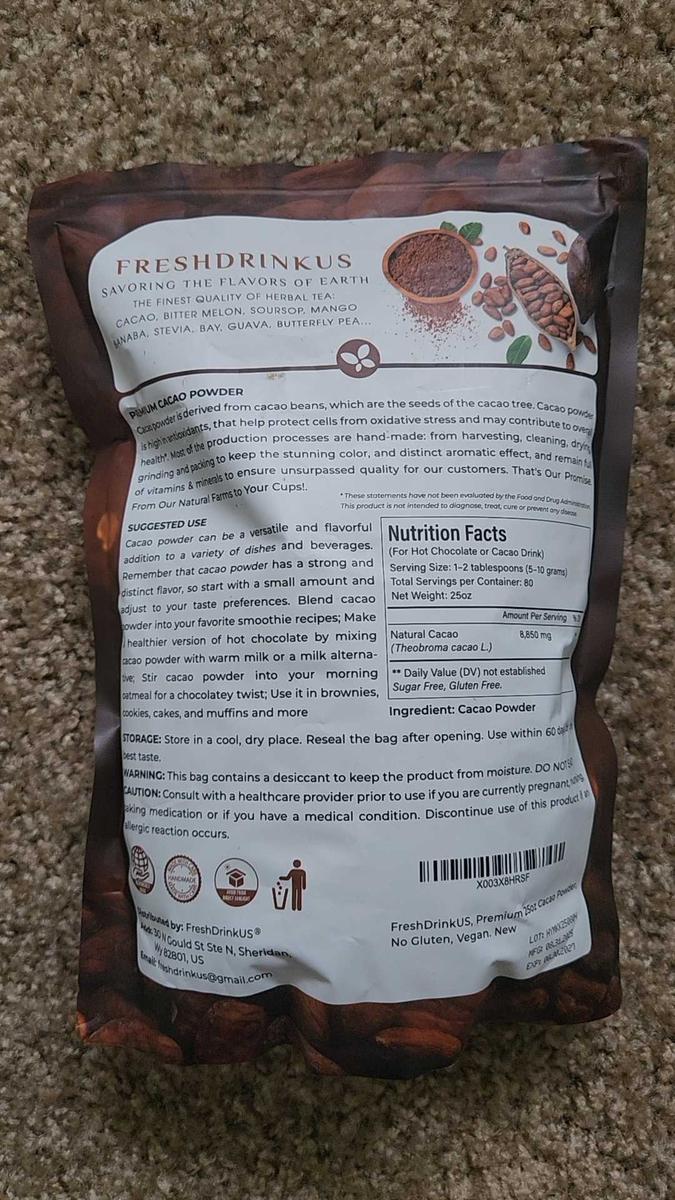 FRESHDRINKUS
SAVORING THE FLAVORS OF EARTH
THE FINEST QUALITY OF HERBAL TEA:
CACAO, BITTER MELON, SOURSOP, MANGO
STEVIA, BAY, GUAVA, BUTTERFLY PEA...
CACAO POWDER
Cacao powder is derived from cacao beans, which are the seeds of the cacao tree. Cacao powder
is high in antioxidants, that help protect cells from oxidative stress and may contribute to
health*. Most of the production processes are hand-made: from harvesting, cleaning, drying,
grinding and packing to keep the stunning color, and distinct aromatic effect, and remain
of vitamins & minerals to ensure unsurpassed quality for our customers. That's Our Promise
From Our Natural Farms to Your Cups!.
* These statements have not been evaluated by the Food and Drug
This product is not intended to diagnose, treat, cure or prevent any disease.
SUGGESTED USE
Cacao powder can be a versatile and flavorful
addition to a variety of dishes and beverages.
Remember that cacao powder has a strong and
distinct flavor, so start with a small amount and
adjust to your taste preferences. Blend cacao
powder into your favorite smoothie recipes; Make
healthier version of hot chocolate by mixing
cacao powder with warm milk or a milk alterna-
tive; Stir cacao powder into your morning
oatmeal for a chocolatey twist; Use it in brownies,
cookies, cakes, and muffins and more
Nutrition Facts
(For Hot Chocolate or Cacao Drink)
Serving Size: 1-2 tablespoons (5-10 grams)
Total Servings per Container: 80
Net Weight: 25oz
Amount Per Serving
Natural Cacao 8,850 mg
(Theobroma cacao L.)
** Daily Value (DV) not established
Sugar Free, Gluten Free.
Ingredient: Cacao Powder
STORAGE: Store in a cool, dry place. Reseal the bag after opening. Use within 60
best taste.
WARNING: This bag contains a desiccant to keep the product from moisture. DO NOT
CAUTION: Consult with a healthcare provider prior to use if you are currently pregnant,
taking medication or if you have a medical condition. Discontinue use of this product
allergic reaction occurs.
HANDMADE
AVOID FROM
DIRECT SUNLIGHT
X003X8HRSF
Distributed by: FreshDrinkUS®
Add: 30 N Gould St Ste N, Sheridan,
WY 82801, US
Email: freshdrinkus@gmail.com
FreshDrinkUS, Premium 25oz Cacao Powder,
No Gluten, Vegan. New
LOT:
MFG:
EXP: